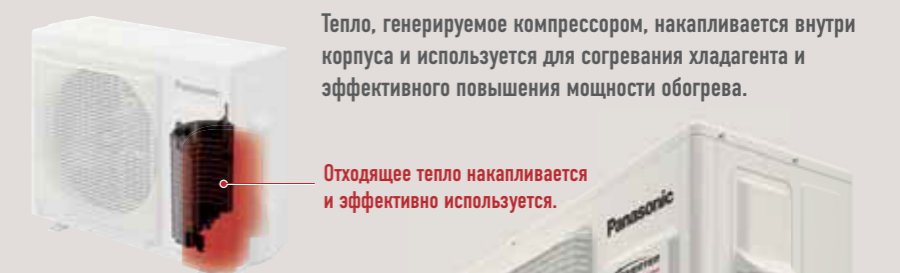 Тепло, генерируемое компрессором, накапливается внутри
корпуса и используется для согревания хладагента и
эффективного повышения мощности обогрева.
Panasonic
Отходящее тепло накапливается
и эффективно используется.
Panasonic